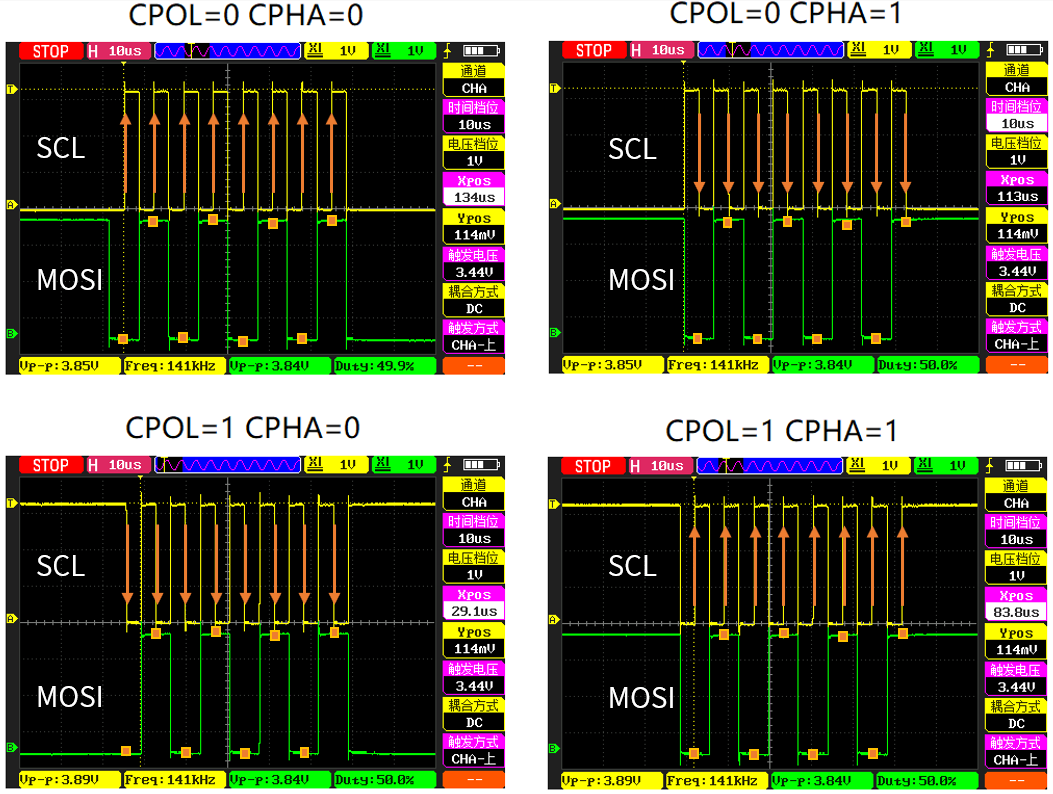 CPOL=0 CPHA=0
STOP H 10us X1 1V X1 1V
通道
CHA
时间档位
10us
电压档位
1V
Xpos
134us
Ypos
114mV
触发电压
3.44V
耦合方式
DC
触发方式
CHA-上
T
SCL
A
MOSI
B
Vp-p:3.85V Freq:141kHz Vp-p:3.84V Duty:49.9% --
CPOL=0 CPHA=1
STOP H 10us X1 1V X1 1V
通道
CHA
时间档位
10us
电压档位
1V
Xpos
113us
Ypos
114mV
触发电压
3.44V
耦合方式
DC
触发方式
CHA-上
T
SCL
A
MOSI
B
Vp-p:3.85V Freq:141kHz Vp-p:3.84V Duty:50.0% --
CPOL=1 CPHA=0
STOP H 10us X1 1V X1 1V
通道
CHA
时间档位
10us
电压档位
1V
Xpos
29.1us
Ypos
114mV
触发电压
3.44V
耦合方式
DC
触发方式
CHA-上
T
SCL
A
MOSI
B
Vp-p:3.89V Freq:141kHz Vp-p:3.84V Duty:50.0% --
CPOL=1 CPHA=1
STOP H 10us X1 1V X1 1V
通道
CHA
时间档位
10us
电压档位
1V
Xpos
83.8us
Ypos
114mV
触发电压
3.44V
耦合方式
DC
触发方式
CHA-上
T
SCL
A
MOSI
B
Vp-p:3.89V Freq:141kHz Vp-p:3.84V Duty:50.0% --